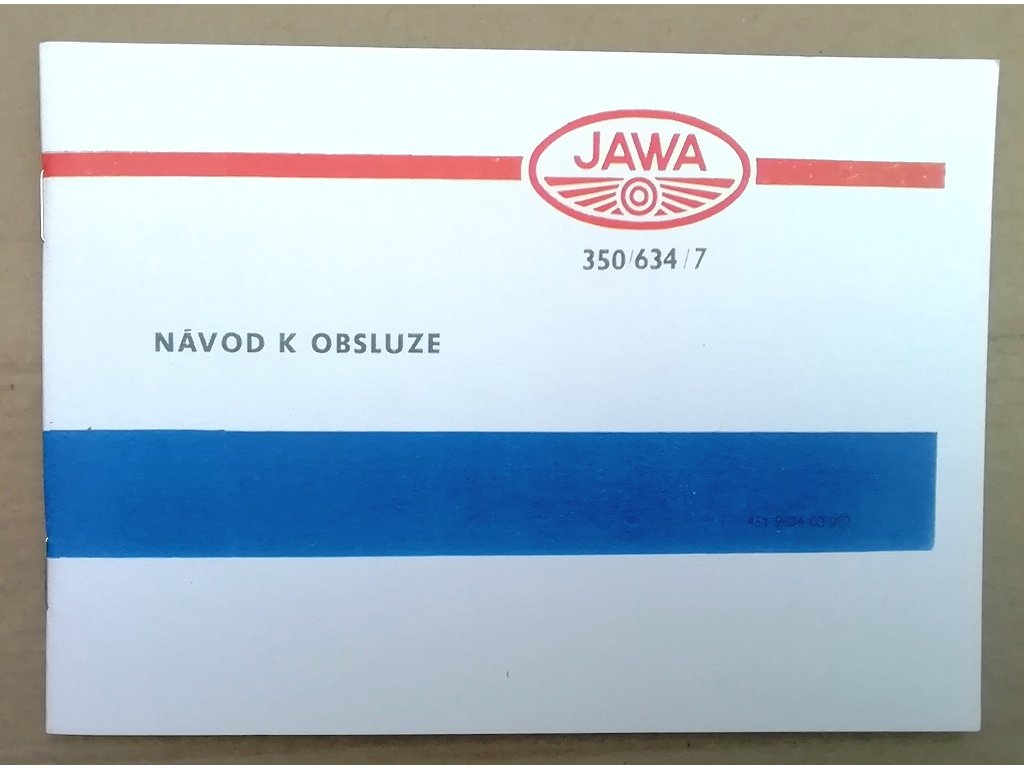 JAWA
350/634/7
NÁVOD K OBSLUZE